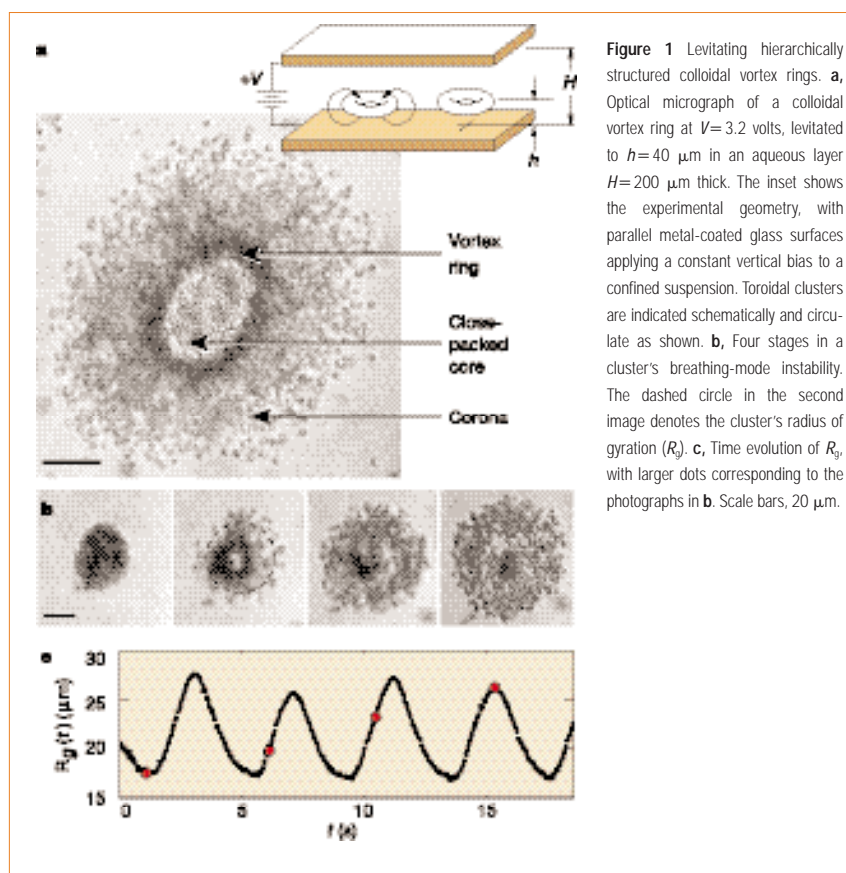 a
+V
H
h
Vortex
ring
Close-
packed
core
Corona
b
c
30
25
20
15
R_g (t) (μm)
0
5
10
15
t (s)
Figure 1 Levitating hierarchically
structured colloidal vortex rings. a,
Optical micrograph of a colloidal
vortex ring at V= 3.2 volts, levitated
to h= 40 μm in an aqueous layer
H= 200 μm thick. The inset shows
the experimental geometry, with
parallel metal-coated glass surfaces
applying a constant vertical bias to a
confined suspension. Toroidal clusters
are indicated schematically and circu-
late as shown. b, Four stages in a
cluster's breathing-mode instability.
The dashed circle in the second
image denotes the cluster's radius of
gyration (Rg). c, Time evolution of Rg,
with larger dots corresponding to the
photographs in b. Scale bars, 20 μm.